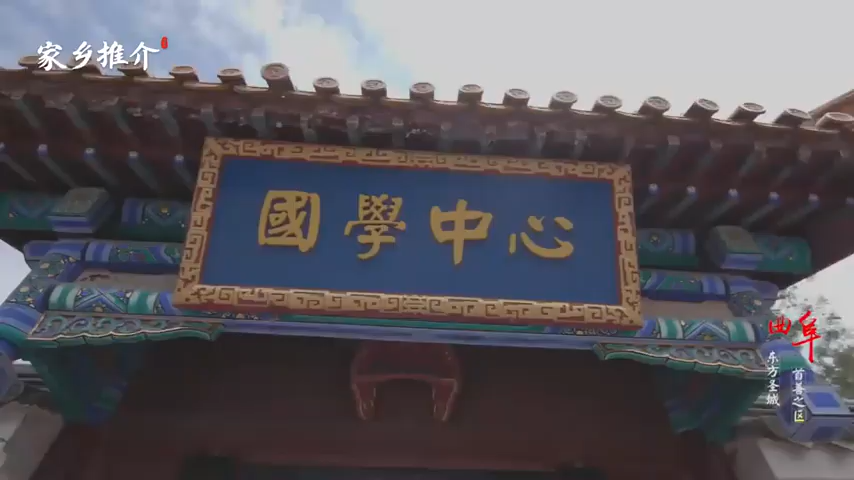 家乡推介
國學中心
曲阜
东方圣城
首善之区